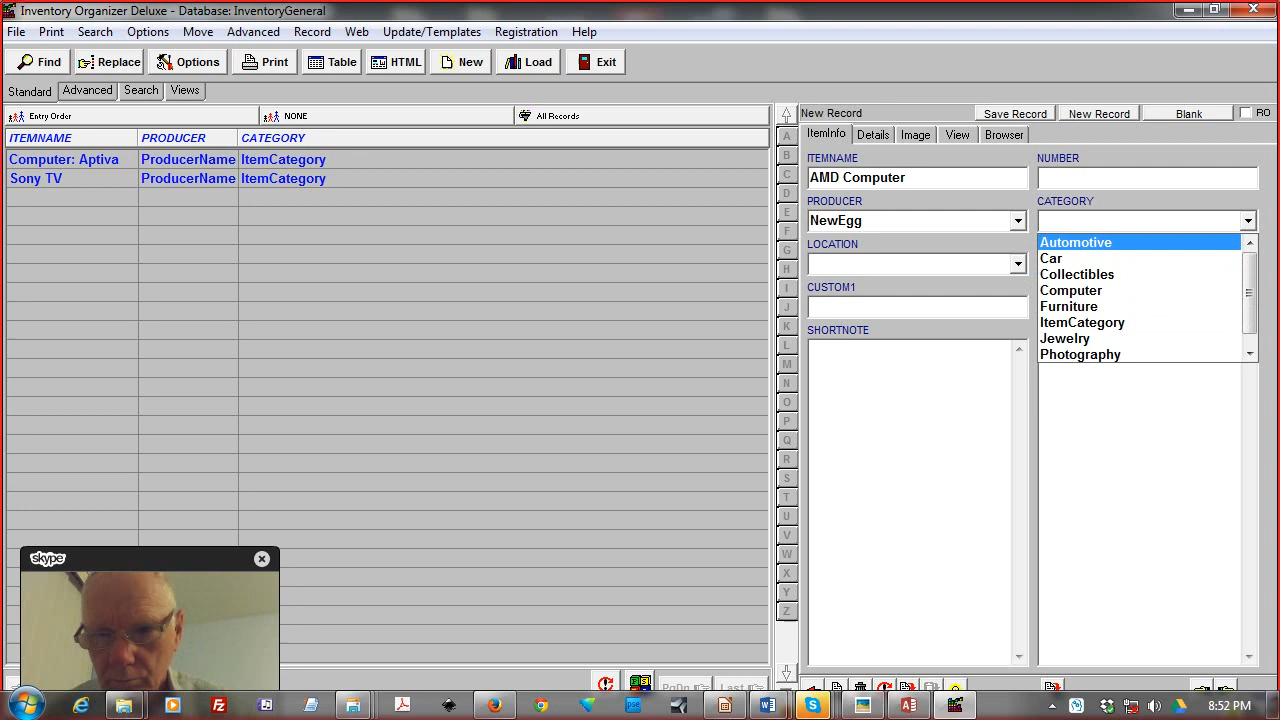 Inventory Organizer Deluxe - Database: InventoryGeneral
File Print Search Options Move Advanced Record Web Update/Templates Registration Help
Find Replace Options Print Table HTML New Load Exit
Standard Advanced Search Views
Entry Order NONE All Records
ITEMNAME PRODUCER CATEGORY
Computer: Aptiva ProducerName ItemCategory
Sony TV ProducerName ItemCategory
A
B
C
D
E
F
G
H
I
J
K
L
M
N
O
P
Q
R
S
T
U
V
W
X
Y
Z
New Record Save Record New Record Blank RO
ItemInfo Details Image View Browser
ITEMNAME NUMBER
AMD Computer
PRODUCER CATEGORY
NewEgg
LOCATION
CUSTOM1
SHORTNOTE
Automotive
Car
Collectibles
Computer
Furniture
ItemCategory
Jewelry
Photography
skype
PgDn Last
pse
8:52 PM